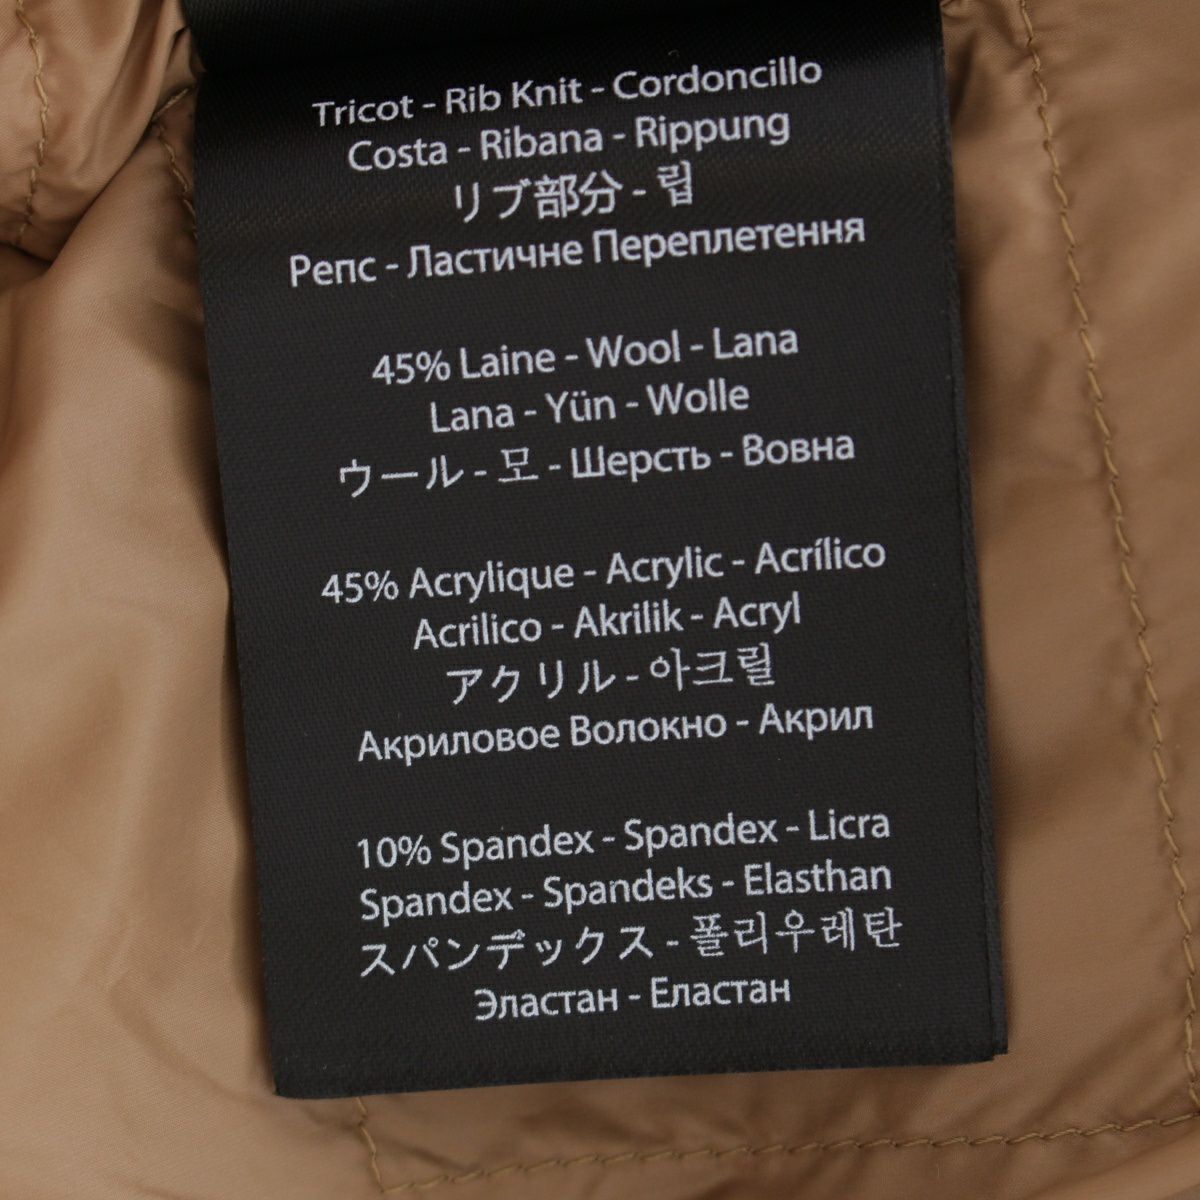 Tricot - Rib Knit - Cordoncillo
Costa - Ribana - Rippung
リブ部分 - 립
Репс - Ластичне Переплетення
45% Laine - Wool - Lana
Lana - Yün - Wolle
ウール - 모 - Шерсть - Вовна
45% Acrylique - Acrylic - Acrílico
Acrilico - Akrilik - Acryl
アクリル - 아크릴
Акриловое Волокно - Акрил
10% Spandex - Spandex - Licra
Spandex - Spandeks - Elasthan
スパンデックス - 폴리우레탄
Эластан - Еластан